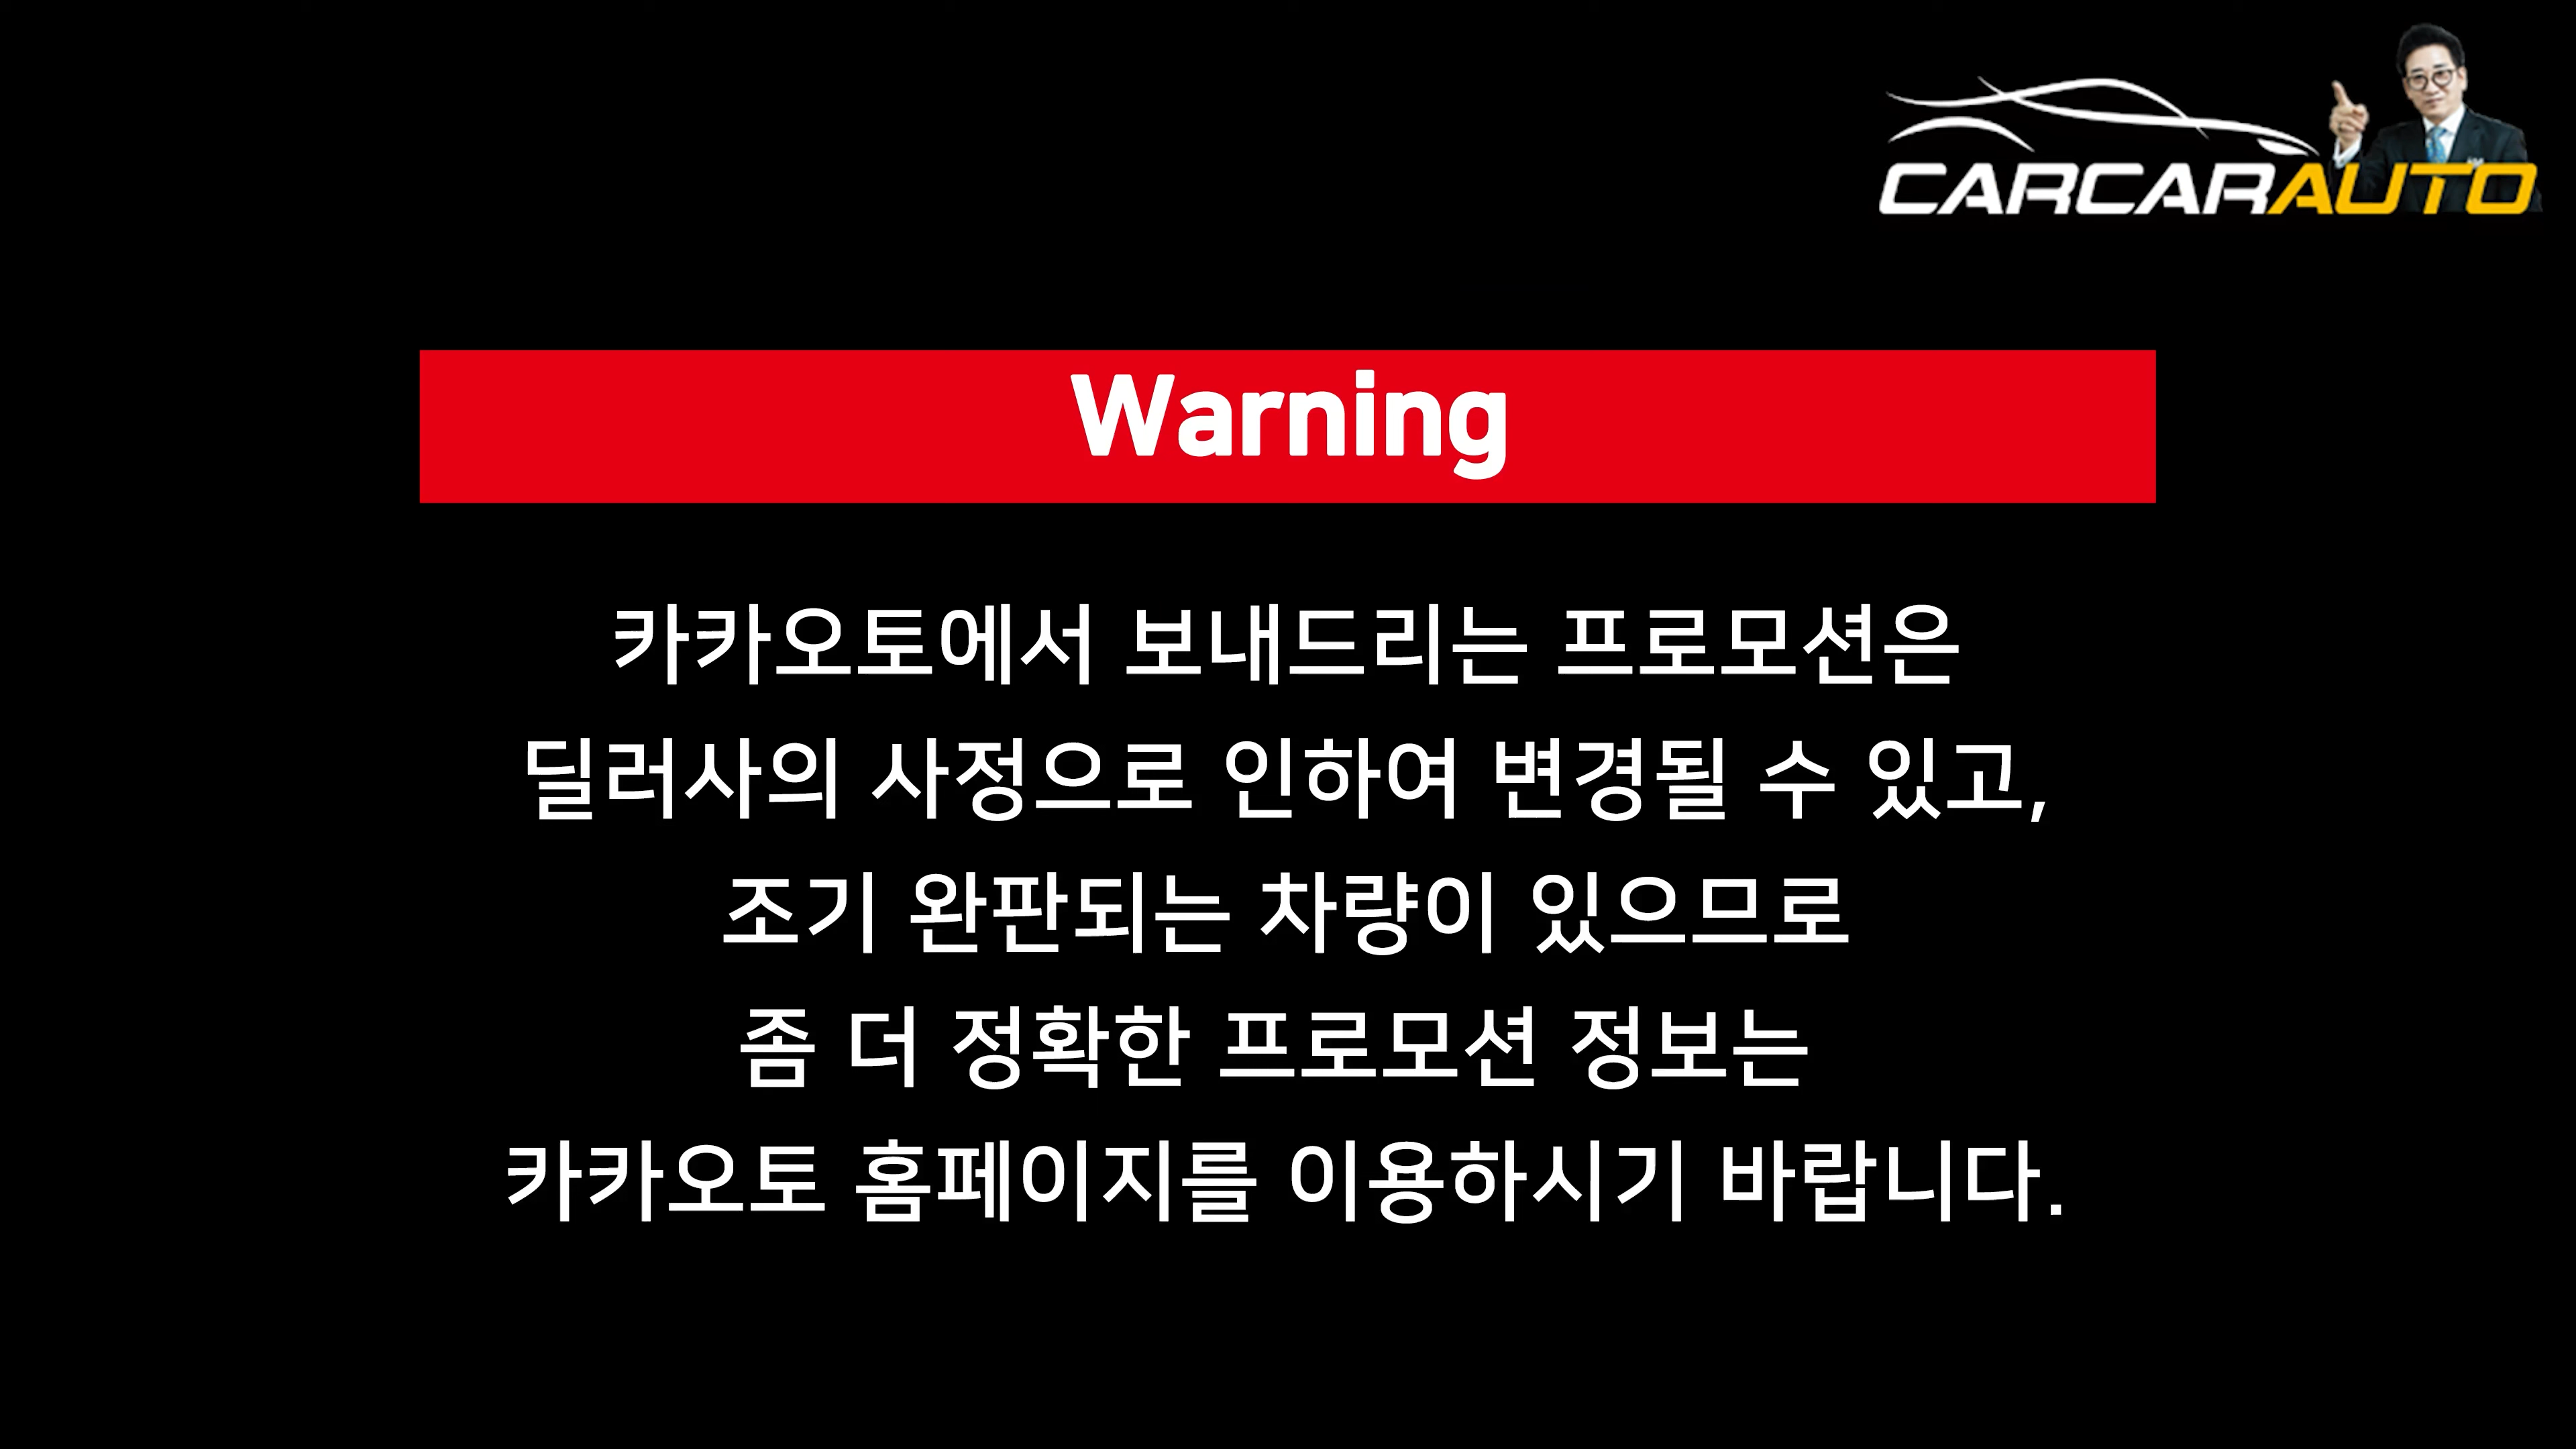 CARCARAUTO
Warning
카카오토에서 보내드리는 프로모션은
딜러사의 사정으로 인하여 변경될 수 있고,
조기 완판되는 차량이 있으므로
좀 더 정확한 프로모션 정보는
카카오토 홈페이지를 이용하시기 바랍니다.